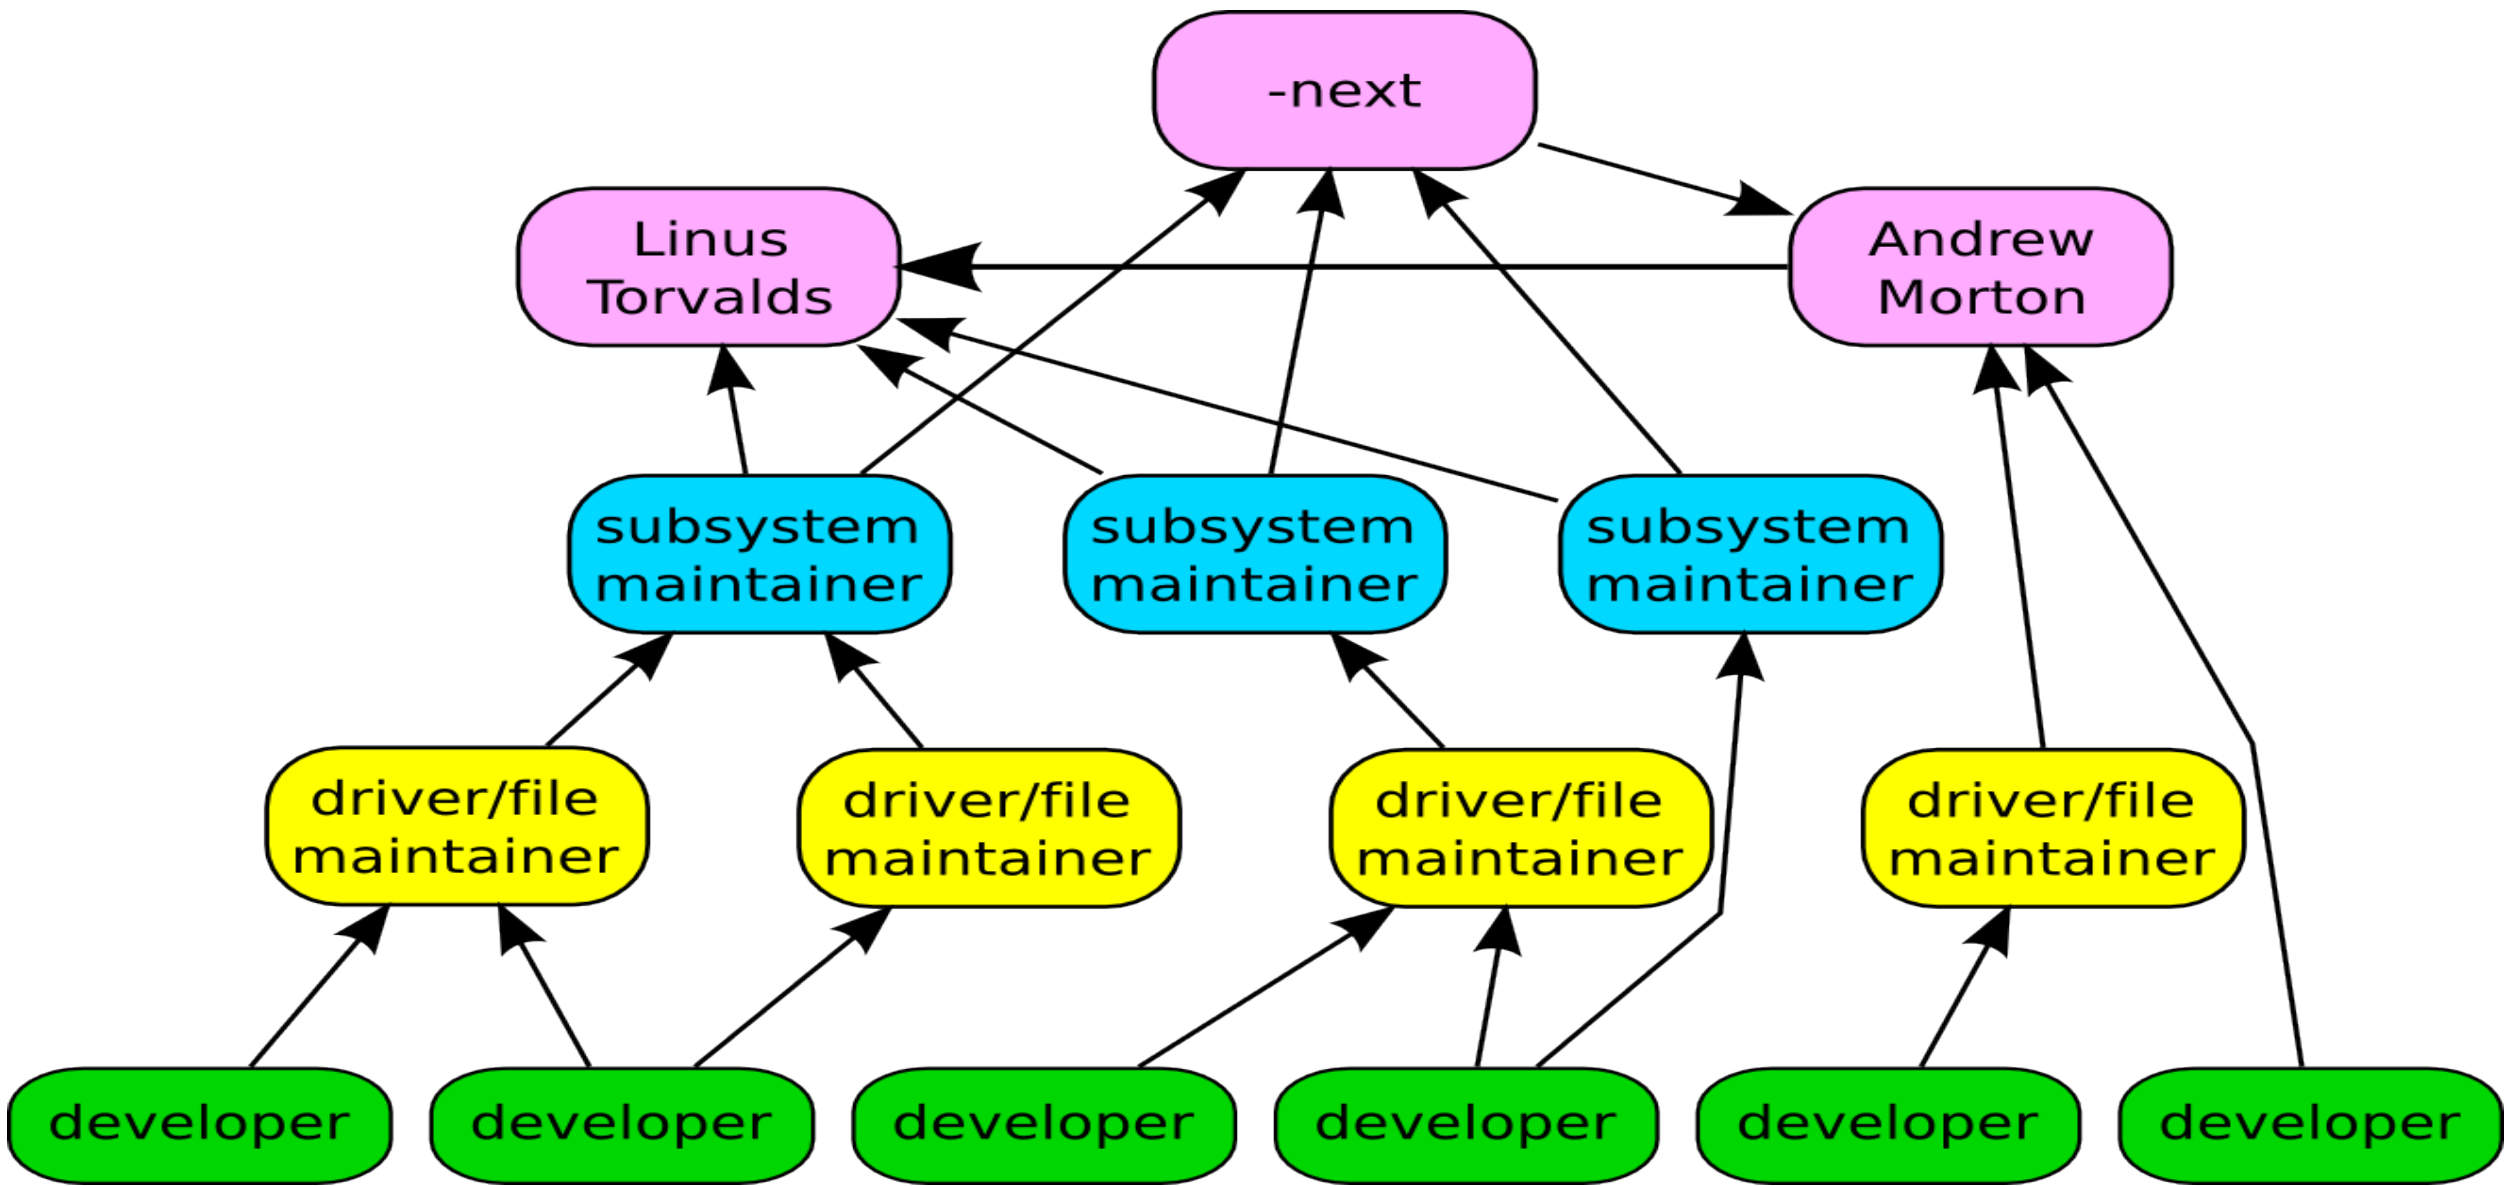 -next
Linus
Torvalds
Andrew
Morton
subsystem
maintainer
subsystem
maintainer
subsystem
maintainer
driver/file
maintainer
driver/file
maintainer
driver/file
maintainer
driver/file
maintainer
developer
developer
developer
developer
developer
developer